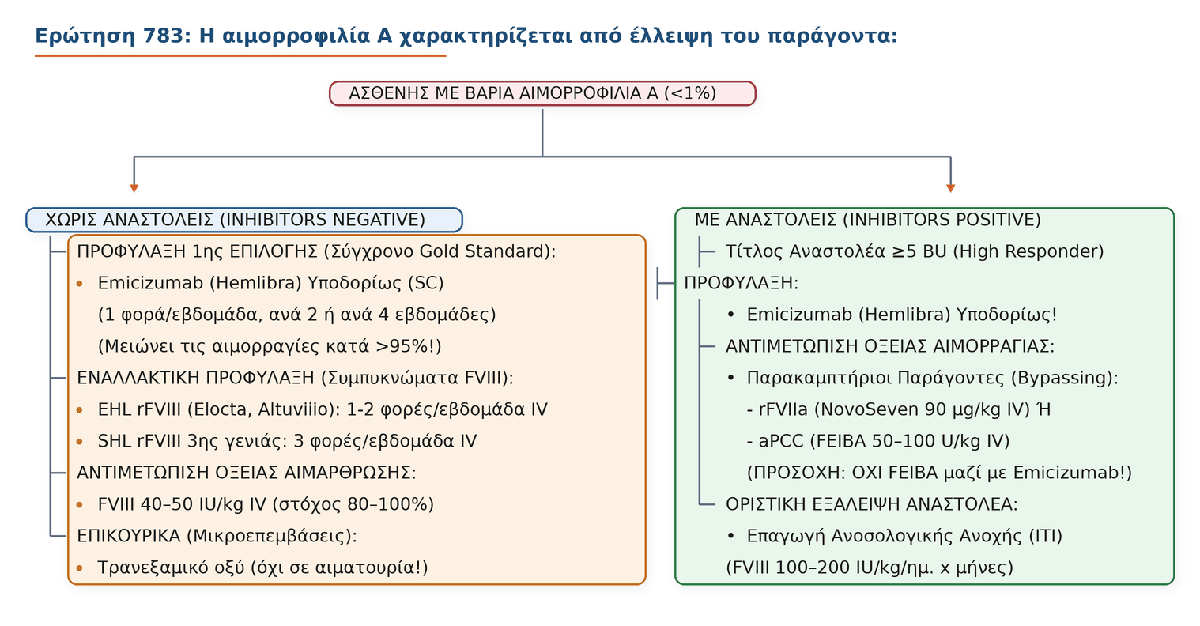 Ερώτηση 783: Η αιμορροφιλία Α χαρακτηρίζεται από έλλειψη του παράγοντα:
ΑΣΘΕΝΗΣ ΜΕ ΒΑΡΙΑ ΑΙΜΟΡΡΟΦΙΛΙΑ Α (<1%)
ΧΩΡΙΣ ΑΝΑΣΤΟΛΕΙΣ (INHIBITORS NEGATIVE)
ΠΡΟΦΥΛΑΞΗ 1ης ΕΠΙΛΟΓΗΣ (Σύγχρονο Gold Standard):
• Emicizumab (Hemlibra) Υποδορίως (SC)
(1 φορά/εβδομάδα, ανά 2 ή ανά 4 εβδομάδες)
(Μειώνει τις αιμορραγίες κατά >95%!)
ΕΝΑΛΛΑΚΤΙΚΗ ΠΡΟΦΥΛΑΞΗ (Συμπυκνώματα FVIII):
• EHL rFVIII (Elocta, Altuviiio): 1-2 φορές/εβδομάδα IV
• SHL rFVIII 3ης γενιάς: 3 φορές/εβδομάδα IV
ΑΝΤΙΜΕΤΩΠΙΣΗ ΟΞΕΙΑΣ ΑΙΜΑΡΘΡΩΣΗΣ:
• FVIII 40–50 IU/kg IV (στόχος 80–100%)
ΕΠΙΚΟΥΡΙΚΑ (Μικροεπεμβάσεις):
• Τρανεξαμικό οξύ (όχι σε αιματουρία!)
ΜΕ ΑΝΑΣΤΟΛΕΙΣ (INHIBITORS POSITIVE)
Τίτλος Αναστολέα ≥5 BU (High Responder)
ΠΡΟΦΥΛΑΞΗ:
• Emicizumab (Hemlibra) Υποδορίως!
ΑΝΤΙΜΕΤΩΠΙΣΗ ΟΞΕΙΑΣ ΑΙΜΟΡΡΑΓΙΑΣ:
• Παρακαμπτήριοι Παράγοντες (Bypassing):
- rFVIIa (NovoSeven 90 μg/kg IV) Ή
- aPCC (FEIBA 50–100 U/kg IV)
(ΠΡΟΣΟΧΗ: ΟΧΙ FEIBA μαζί με Emicizumab!)
ΟΡΙΣΤΙΚΗ ΕΞΑΛΕΙΨΗ ΑΝΑΣΤΟΛΕΑ:
• Επαγωγή Ανοσολογικής Ανοχής (ITI)
(FVIII 100–200 IU/kg/ημ. x μήνες)